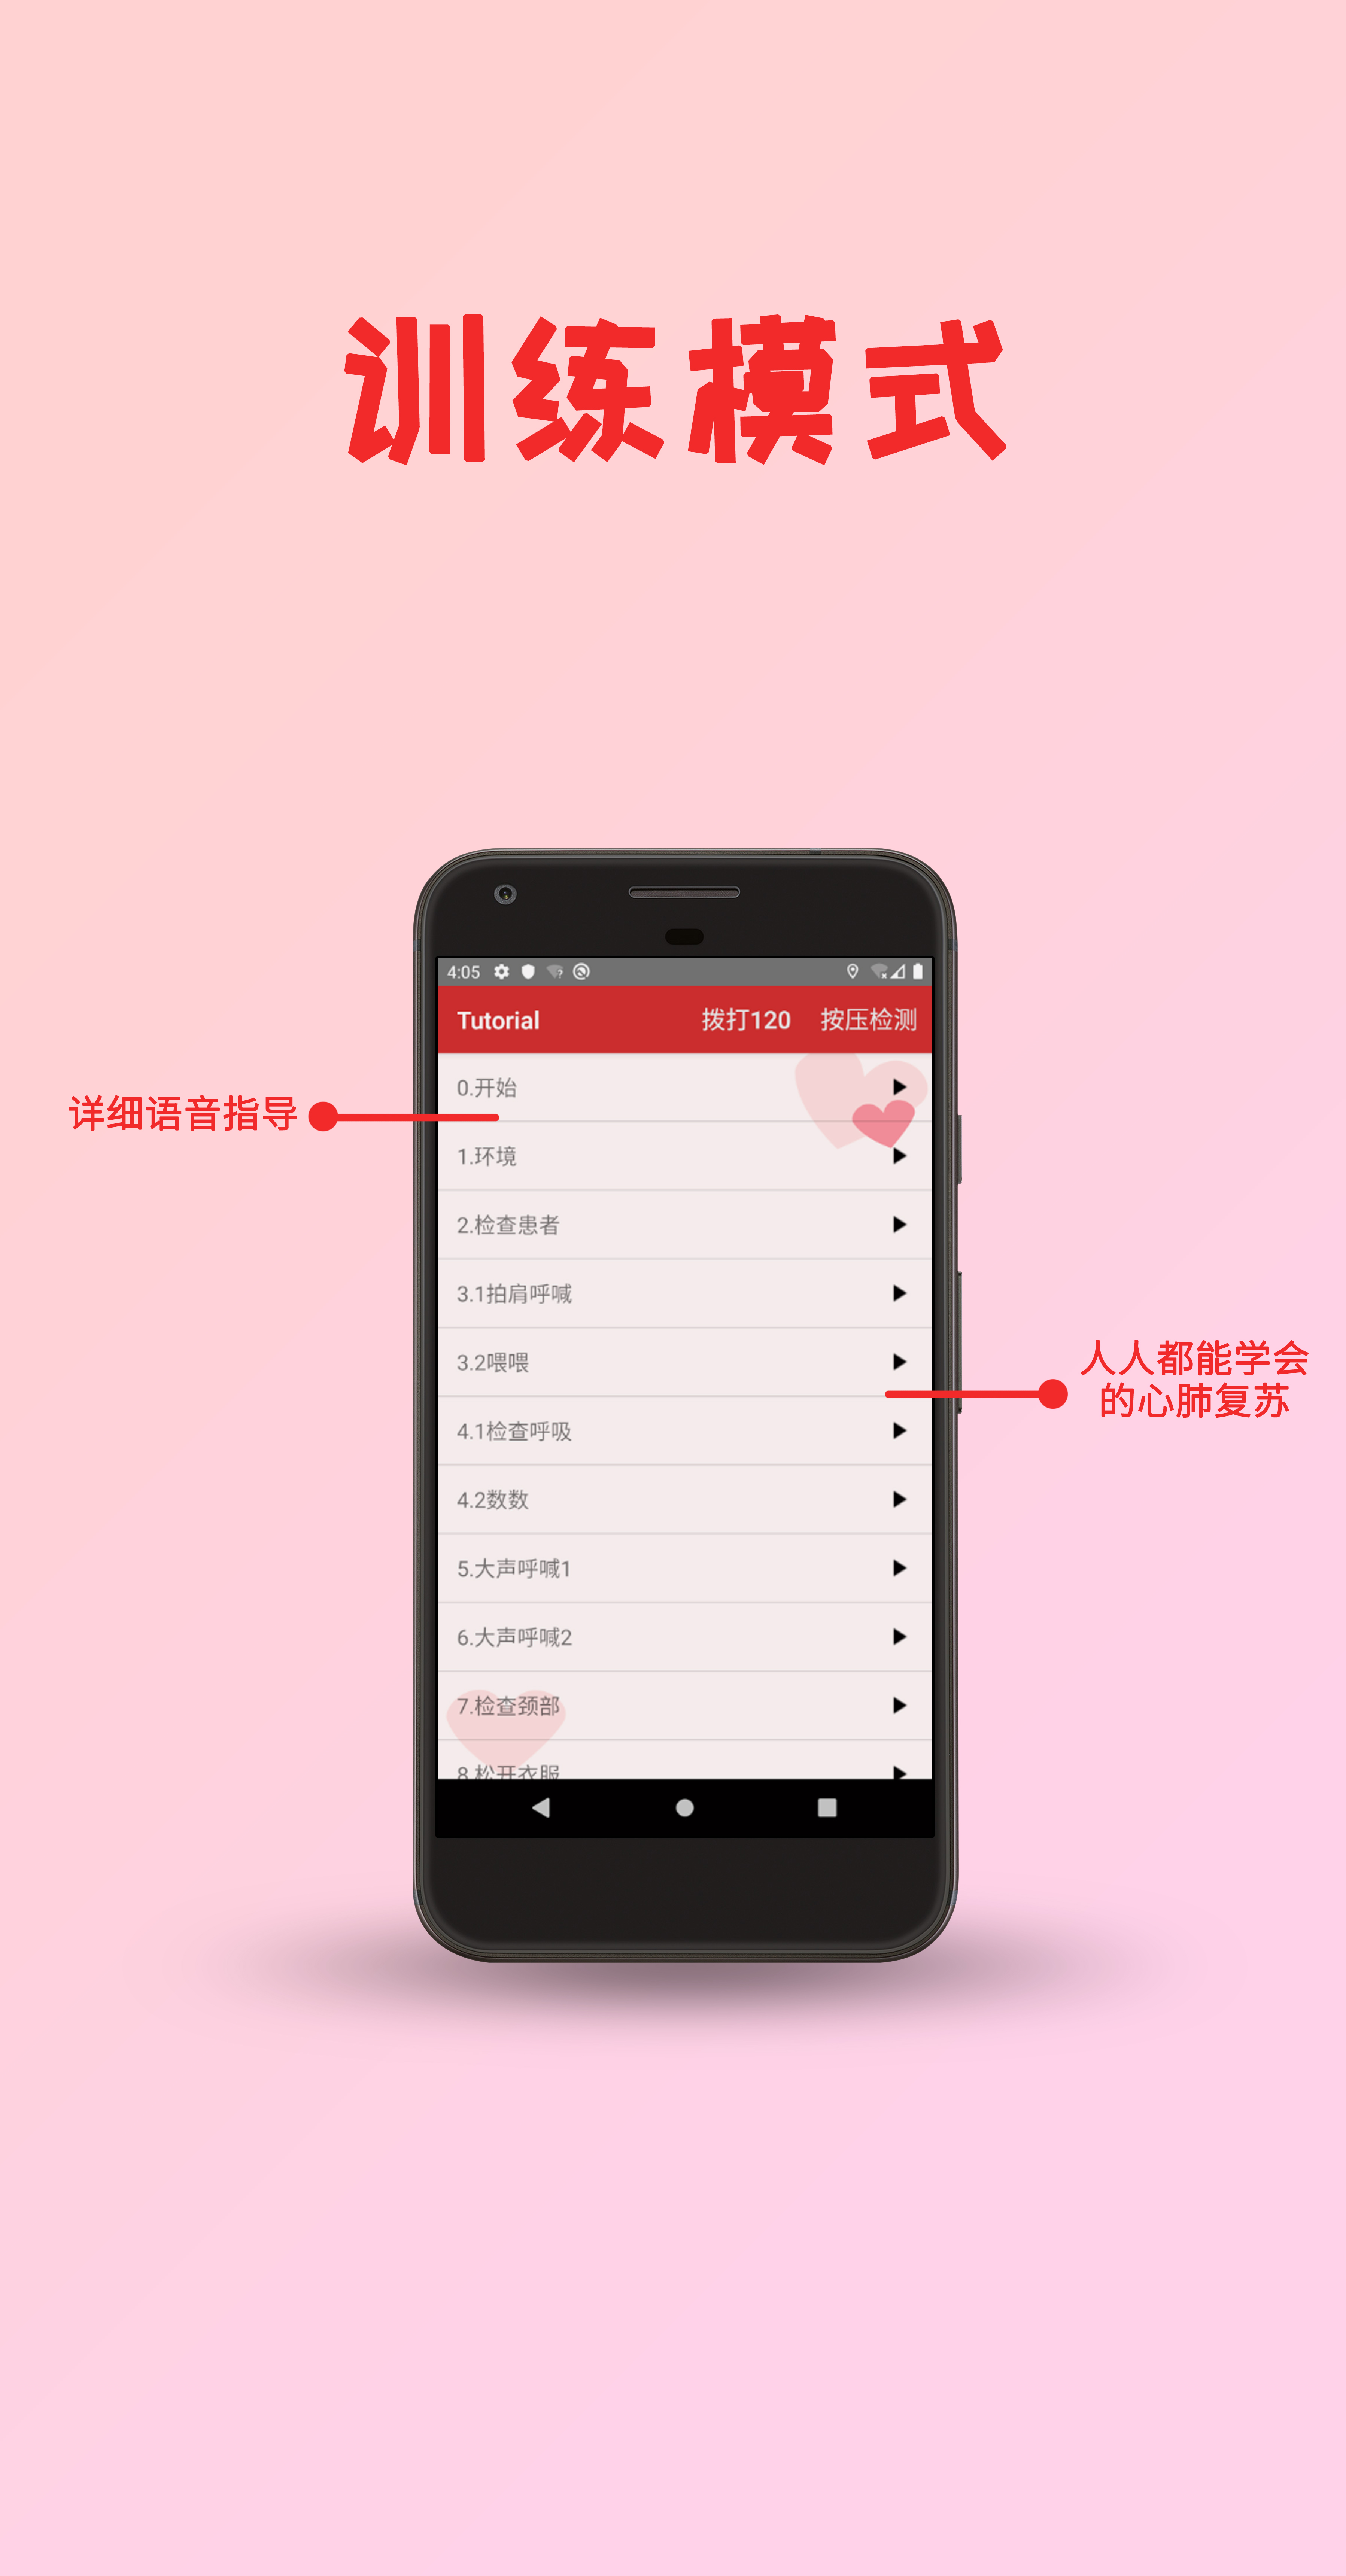 训练模式
4:05
Tutorial 拨打120 按压检测
0.开始
详细语音指导
1.环境
2.检查患者
3.1拍肩呼喊
3.2喂喂
人人都能学会
的心肺复苏
4.1检查呼吸
4.2数数
5.大声呼喊1
6.大声呼喊2
7.检查颈部
8.松开衣服